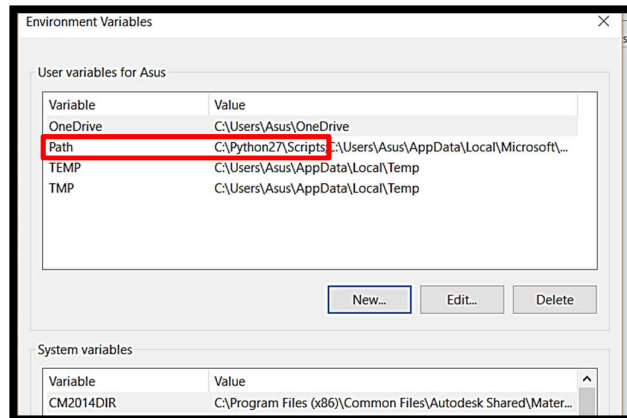 Environment Variables
User variables for Asus
Variable Value
OneDrive C:\Users\Asus\OneDrive
Path C:\Python27\Scripts;C:\Users\Asus\AppData\Local\Microsoft\...
TEMP C:\Users\Asus\AppData\Local\Temp
TMP C:\Users\Asus\AppData\Local\Temp
New... Edit... Delete
System variables
Variable Value
CM2014DIR C:\Program Files (x86)\Common Files\Autodesk Shared\Mater...